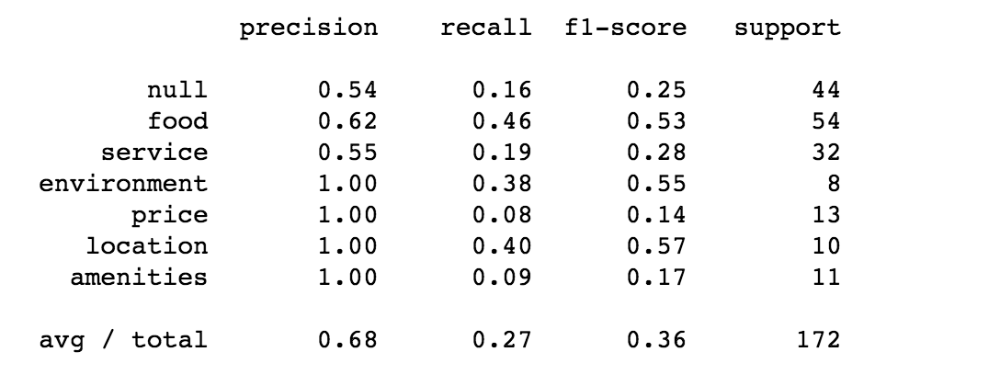 precision recall f1-score support
null 0.54 0.16 0.25 44
food 0.62 0.46 0.53 54
service 0.55 0.19 0.28 32
environment 1.00 0.38 0.55 8
price 1.00 0.08 0.14 13
location 1.00 0.40 0.57 10
amenities 1.00 0.09 0.17 11
avg / total 0.68 0.27 0.36 172